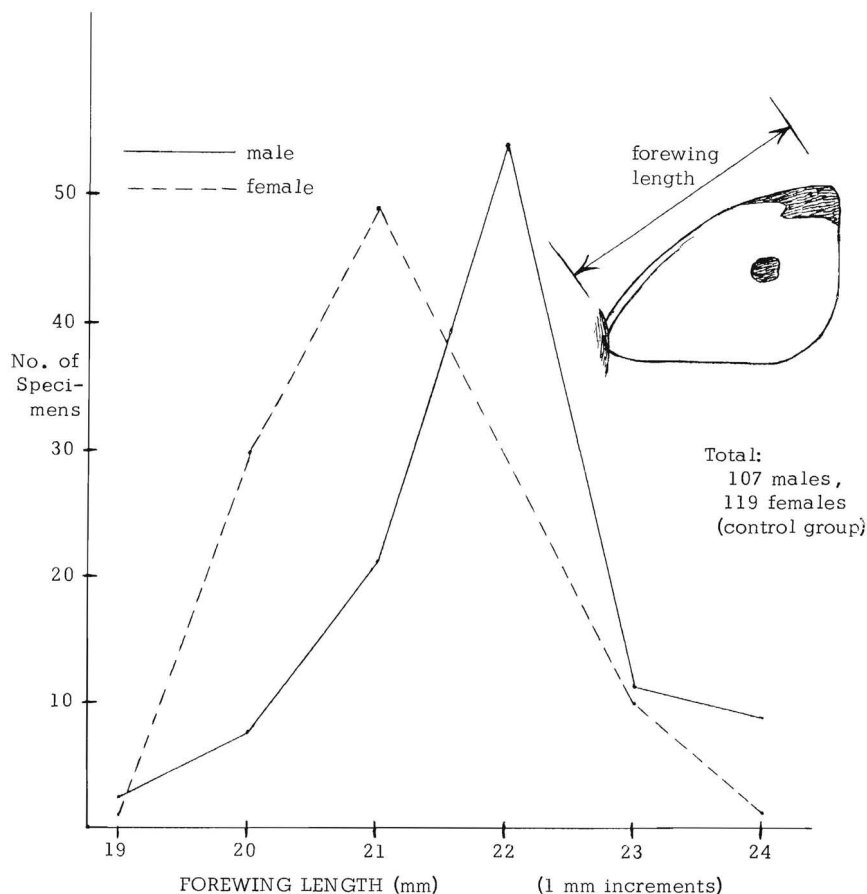 male
female
forewing
length
50
40
30
20
10
No. of
Speci-
mens
Total:
107 males,
119 females
(control group)
19 20 21 22 23 24
FOREWING LENGTH (mm) (1 mm increments)